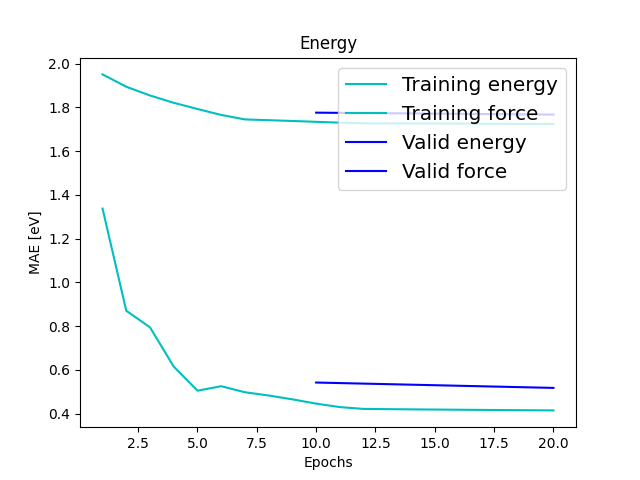 Energy
2.0
1.8
1.6
1.4
1.2
1.0
0.8
0.6
0.4
MAE [eV]
Training energy
Training force
Valid energy
Valid force
2.5 5.0 7.5 10.0 12.5 15.0 17.5 20.0
Epochs